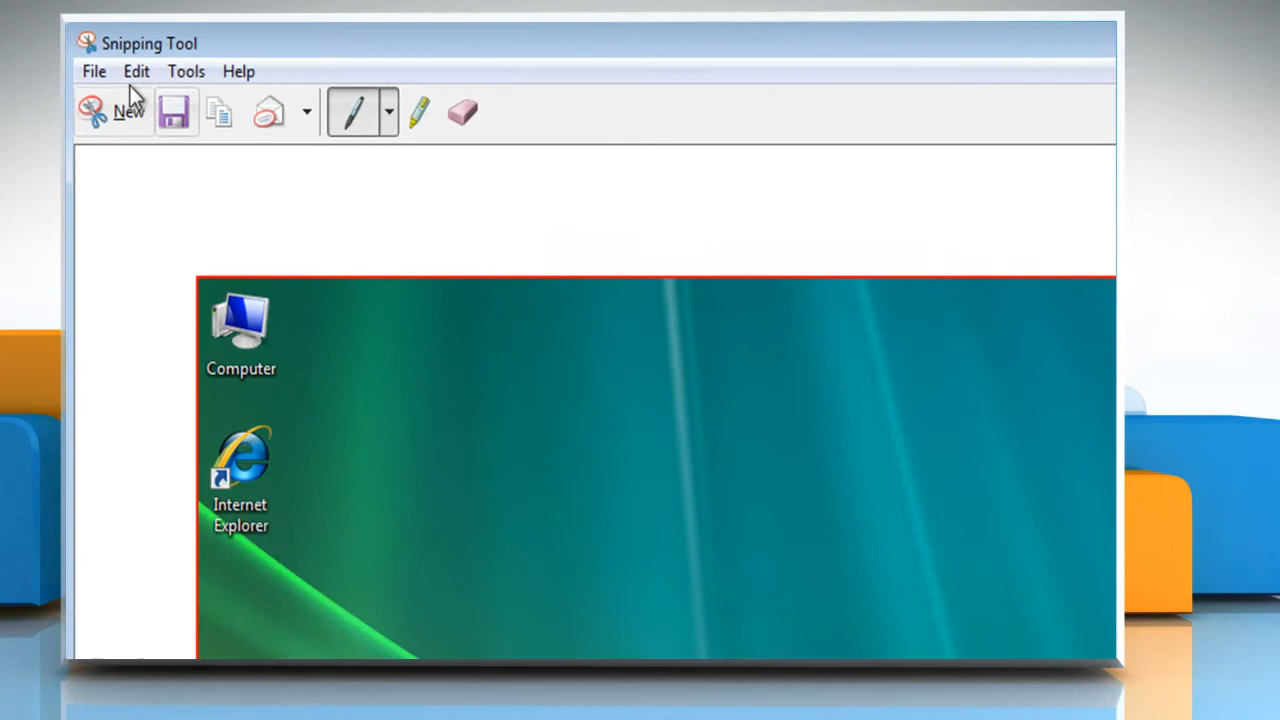 Snipping Tool
File Edit Tools Help
New
Computer
Internet
Explorer